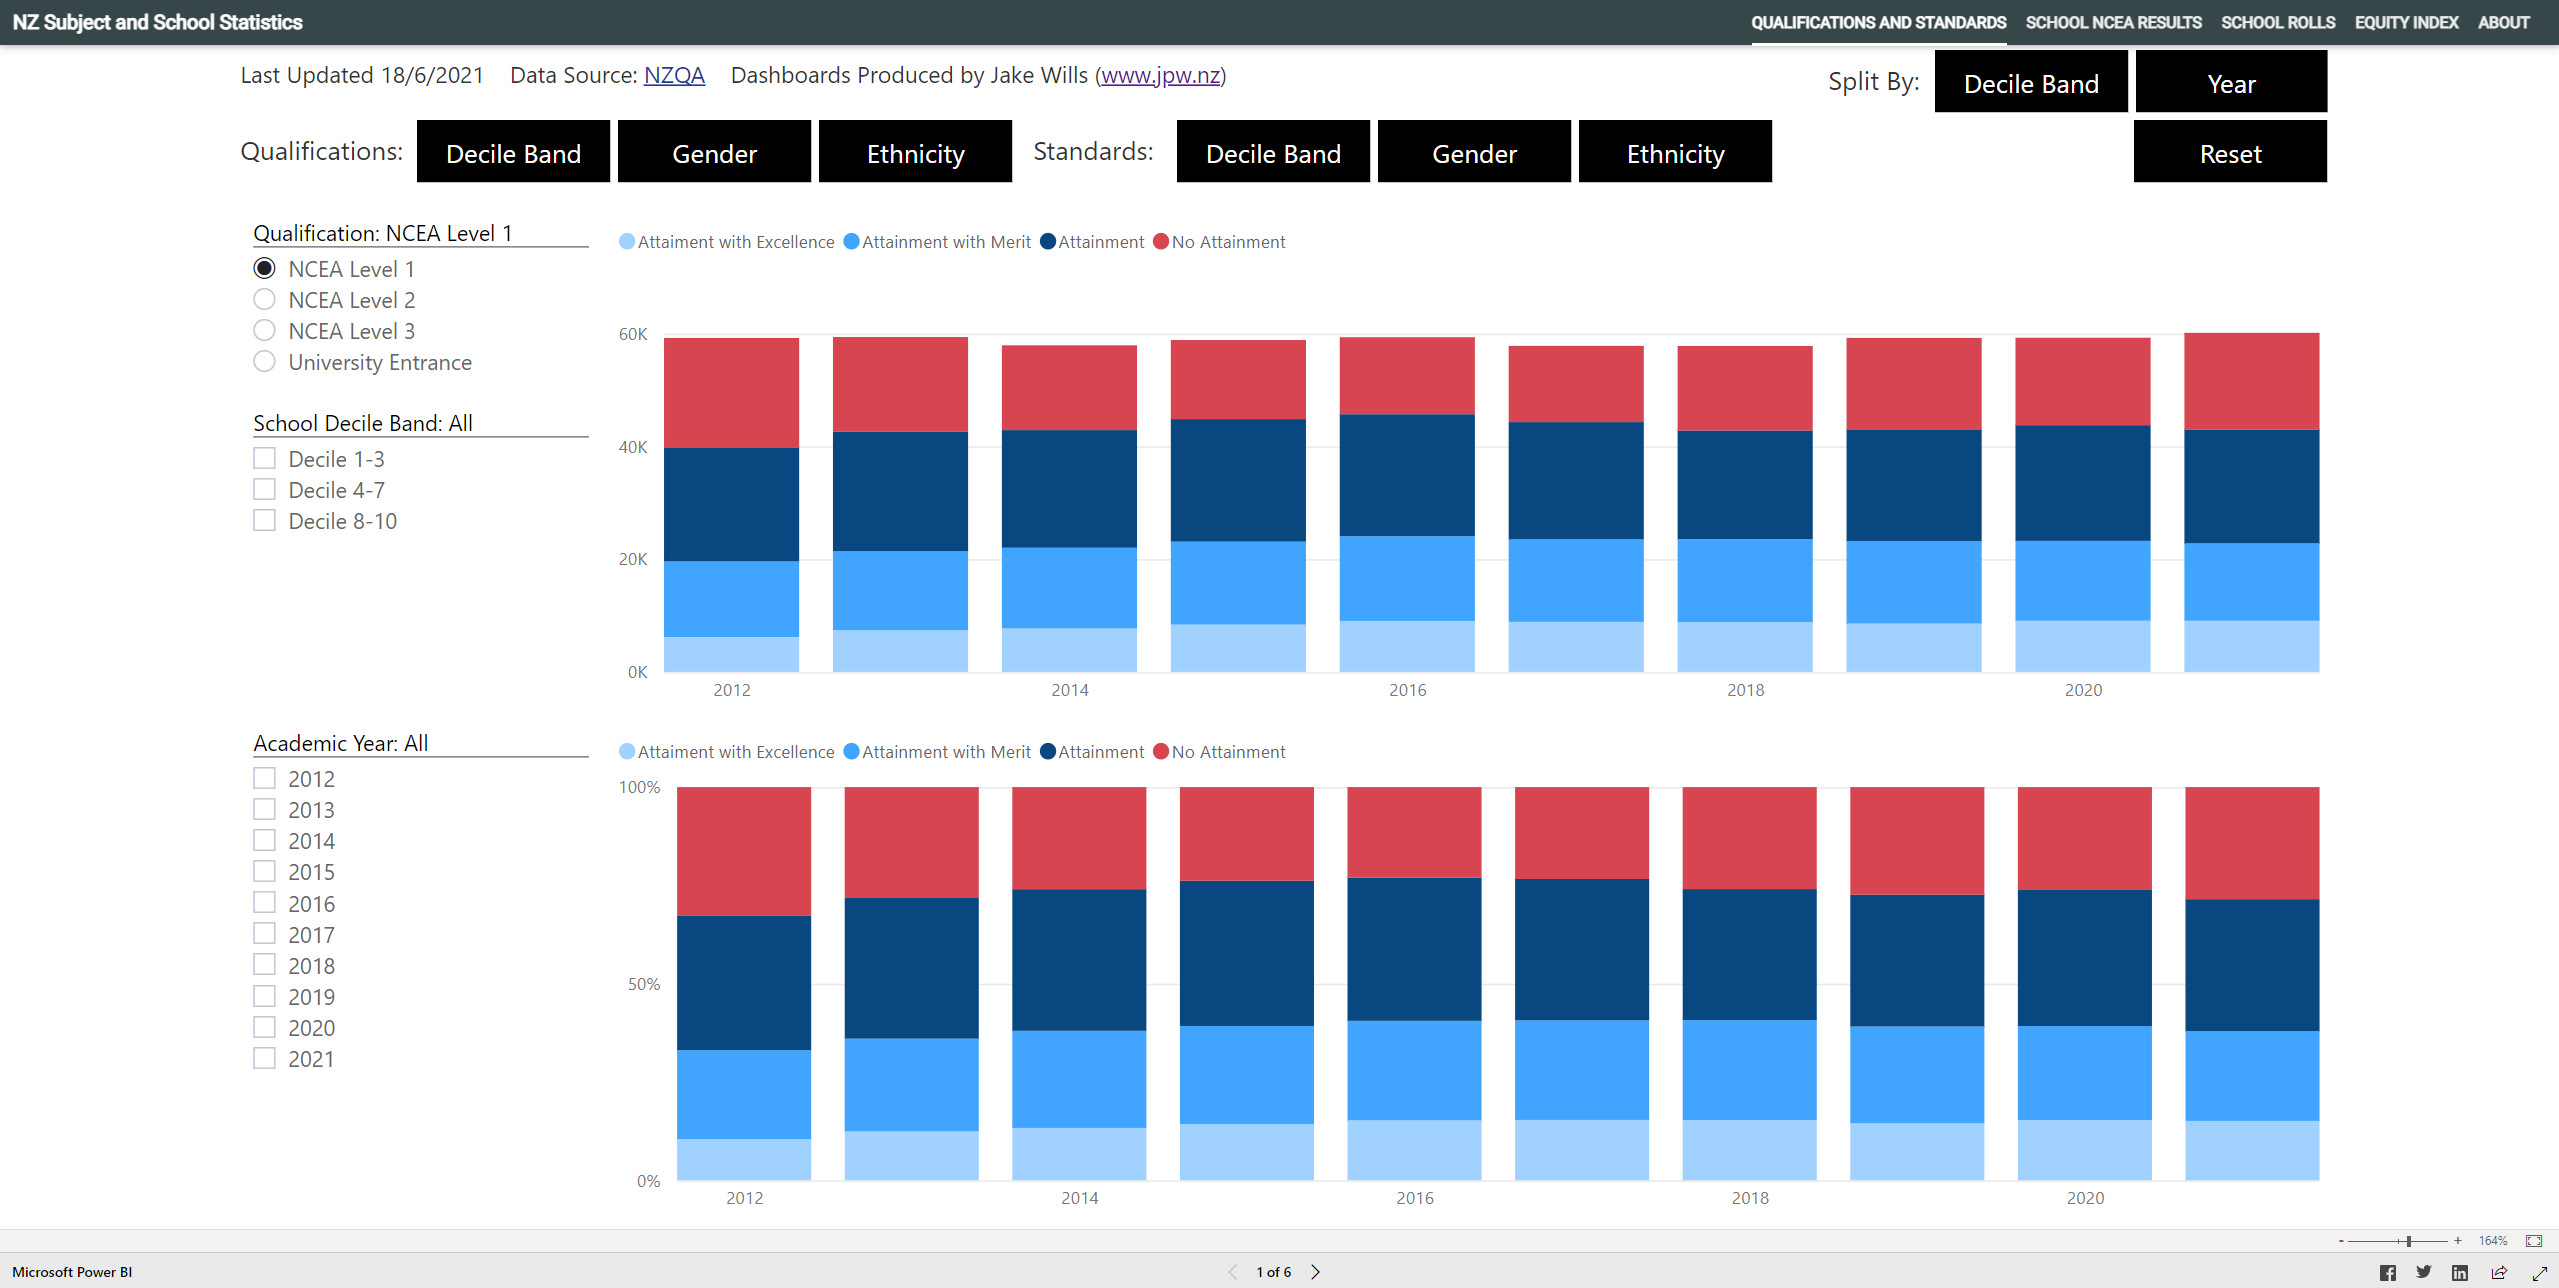 NZ Subject and School Statistics
QUALIFICATIONS AND STANDARDS SCHOOL NCEA RESULTS SCHOOL ROLLS EQUITY INDEX ABOUT
Last Updated 18/6/2021 Data Source: NZQA Dashboards Produced by Jake Wills (www.jpw.nz)
Split By: Decile Band Year
Qualifications: Decile Band Gender Ethnicity Standards: Decile Band Gender Ethnicity Reset
Qualification: NCEA Level 1
NCEA Level 1
NCEA Level 2
NCEA Level 3
University Entrance
School Decile Band: All
Decile 1-3
Decile 4-7
Decile 8-10
Attaiment with Excellence Attainment with Merit Attainment No Attainment
60K
40K
20K
0K
2012 2014 2016 2018 2020
Academic Year: All
2012
2013
2014
2015
2016
2017
2018
2019
2020
2021
Attaiment with Excellence Attainment with Merit Attainment No Attainment
100%
50%
0%
2012 2014 2016 2018 2020
- + 164%
Microsoft Power BI
1 of 6